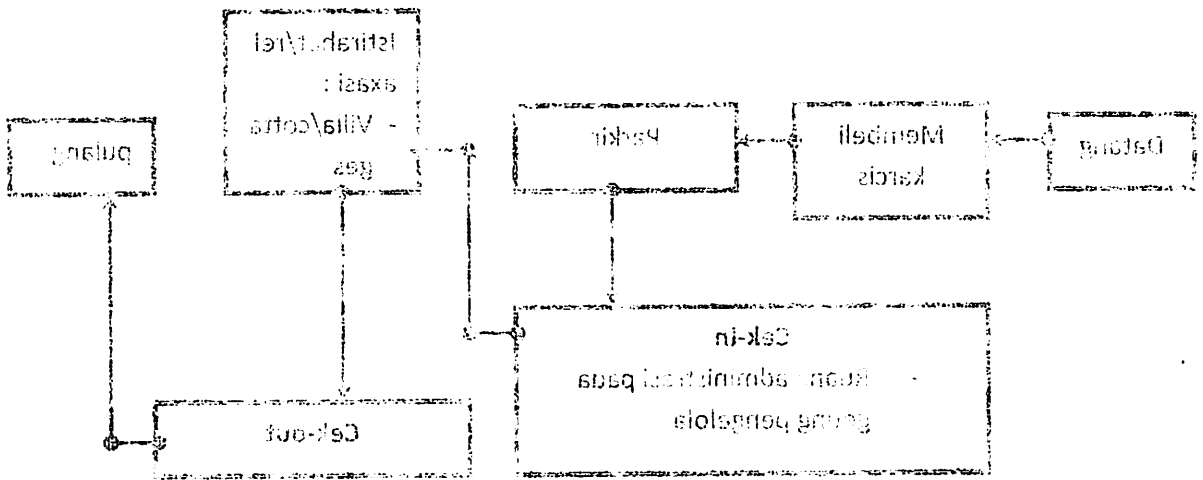 Datang
Membeli
karcis
Parkir
Istirahat/rel
axasi :
- Villa/cotta
ges
pulang
Cek-in
- Ruang administrasi pada
geung pengelola
Cek-out